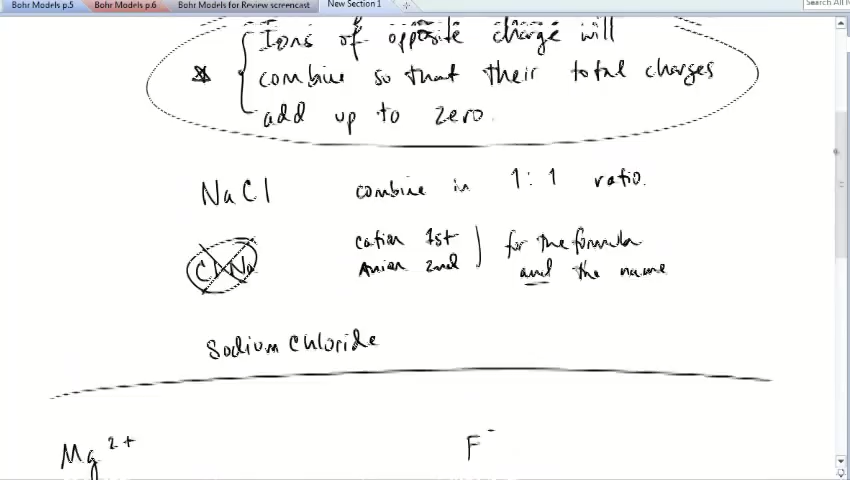 Bohr Models p.5 Bohr Models p.6 Bohr Models for Review screencast New Section 1
Search All N
Ions of opposite charge will
combine so that their total charges
add up to zero.
NaCl combine in 1:1 ratio.
cation 1st for the formula
ClNa Anion 2nd and the name
Sodium Chloride
Mg2+ F-